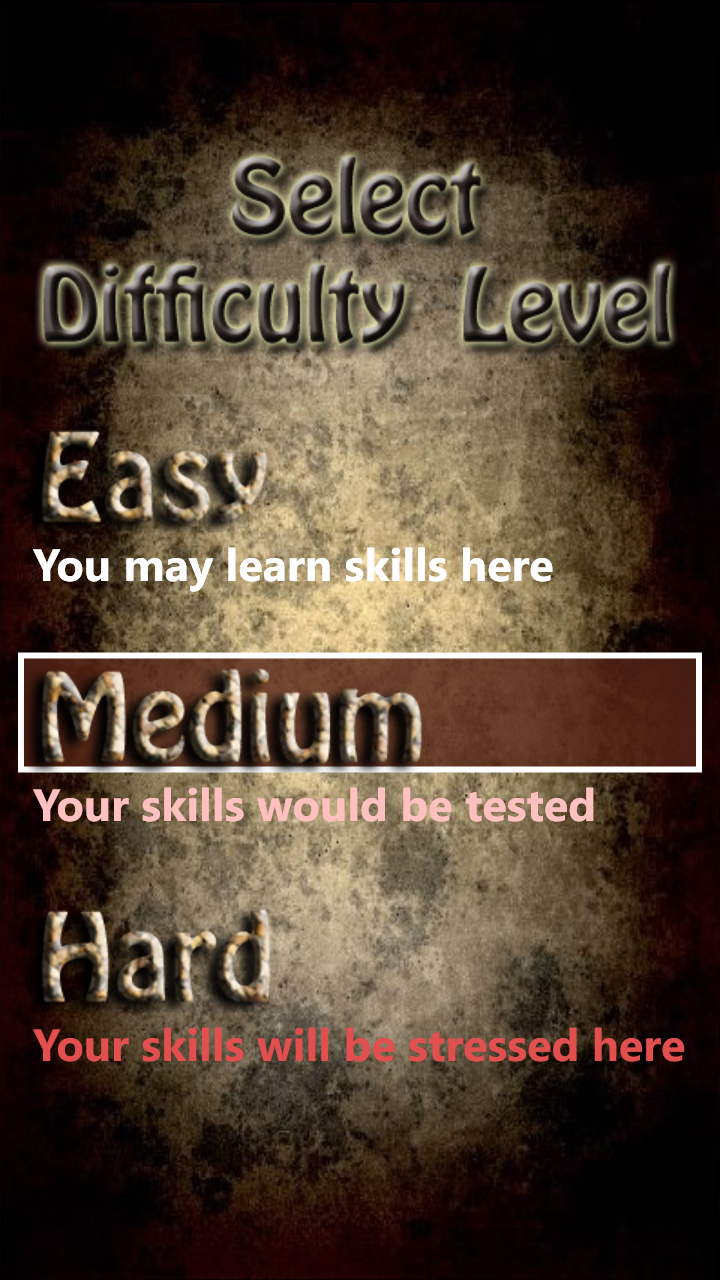 Select
Difficulty Level
Easy
You may learn skills here
Medium
Your skills would be tested
Hard
Your skills will be stressed here